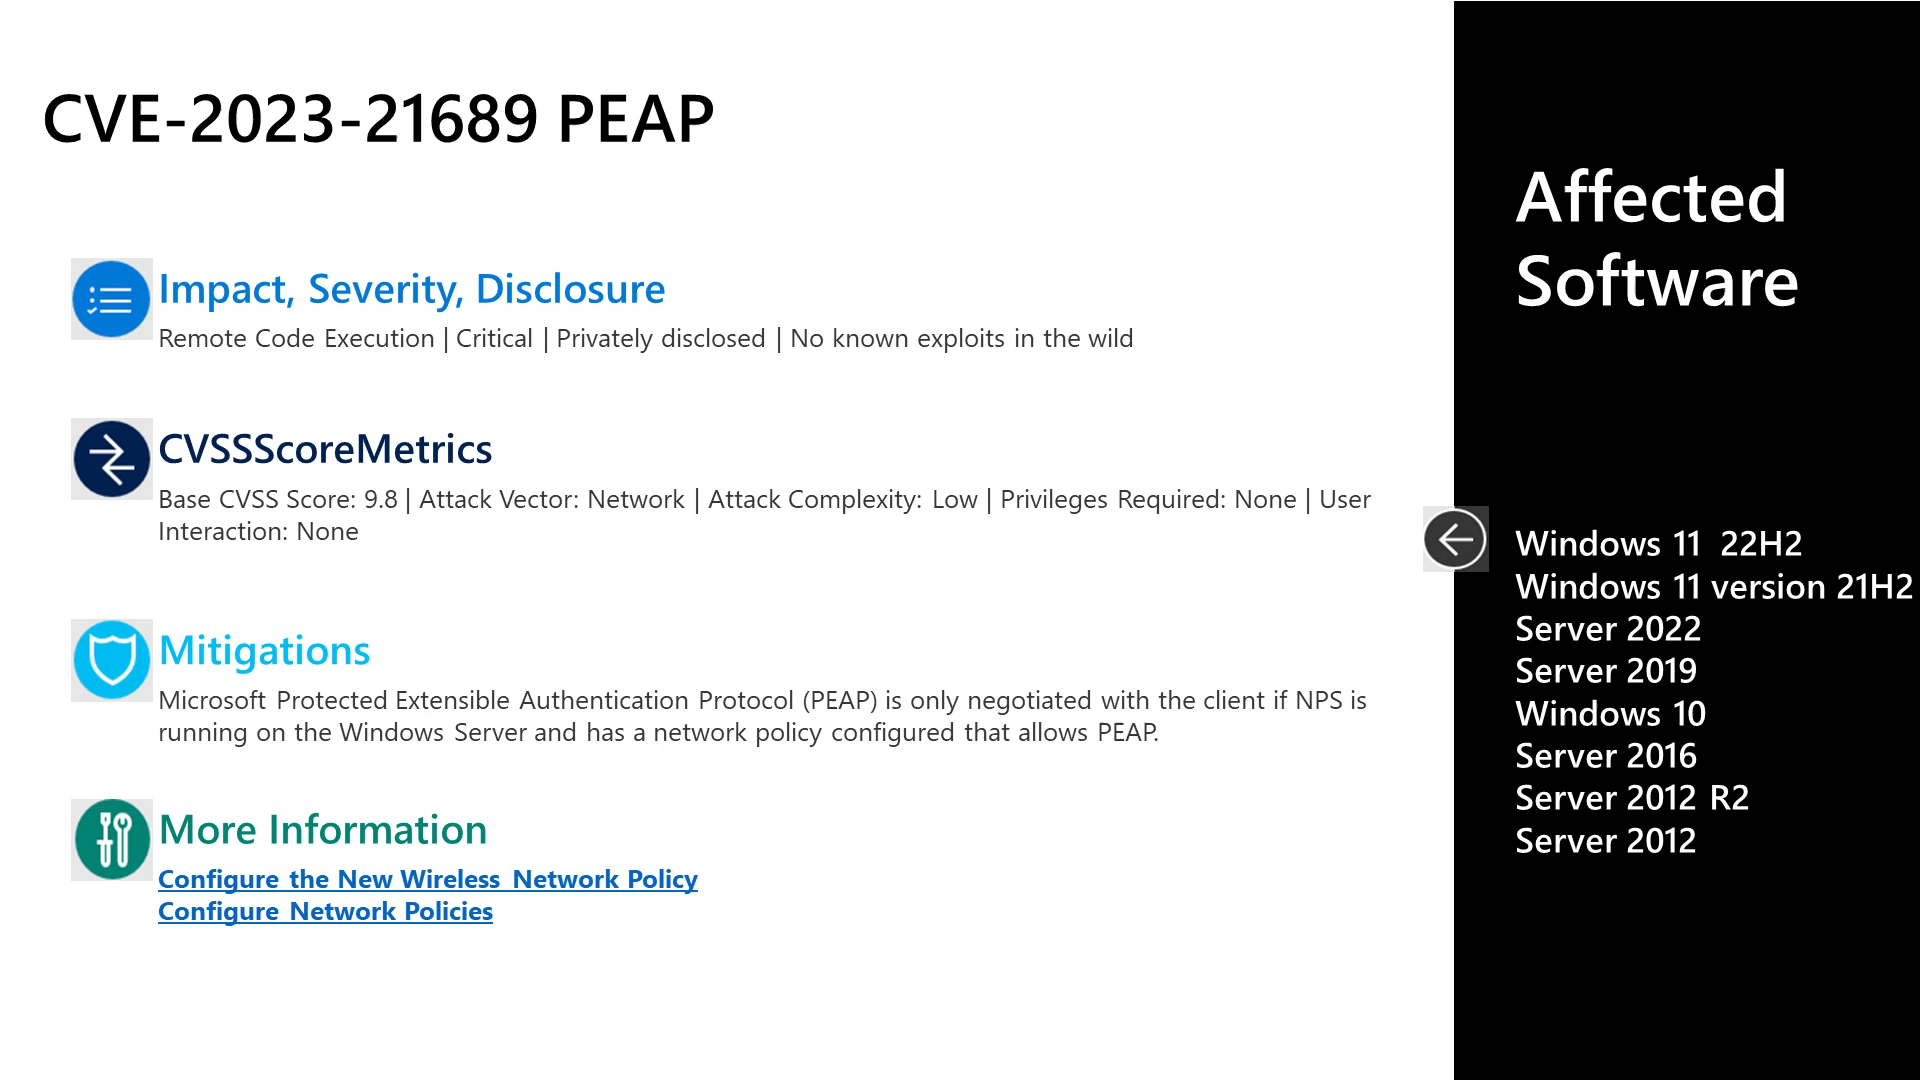 CVE-2023-21689 PEAP
Impact, Severity, Disclosure
Remote Code Execution | Critical | Privately disclosed | No known exploits in the wild
CVSSScoreMetrics
Base CVSS Score: 9.8 | Attack Vector: Network | Attack Complexity: Low | Privileges Required: None | User
Interaction: None
Mitigations
Microsoft Protected Extensible Authentication Protocol (PEAP) is only negotiated with the client if NPS is
running on the Windows Server and has a network policy configured that allows PEAP.
More Information
Configure the New Wireless Network Policy
Configure Network Policies
Affected
Software
Windows 11  22H2
Windows 11 version 21H2
Server 2022
Server 2019
Windows 10
Server 2016
Server 2012 R2
Server 2012